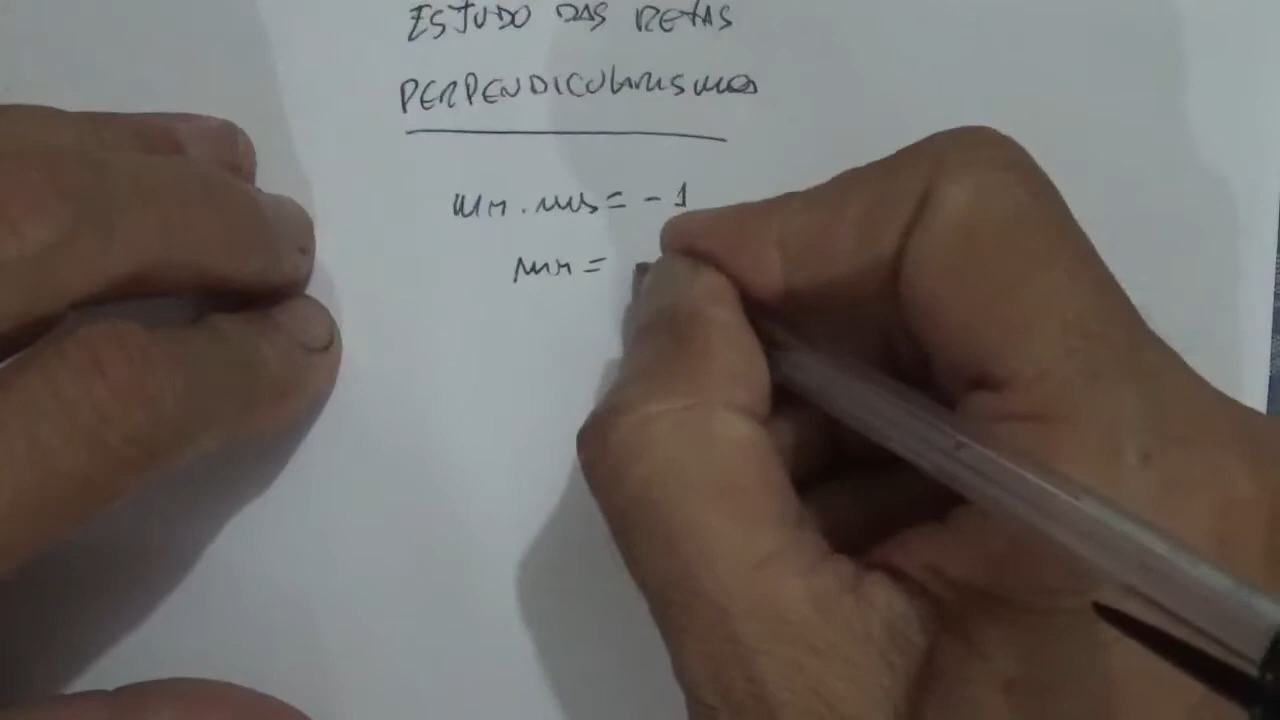 ESTUDO DAS RETAS
PERPENDICULARISMO
mr.ms = -1
mr =